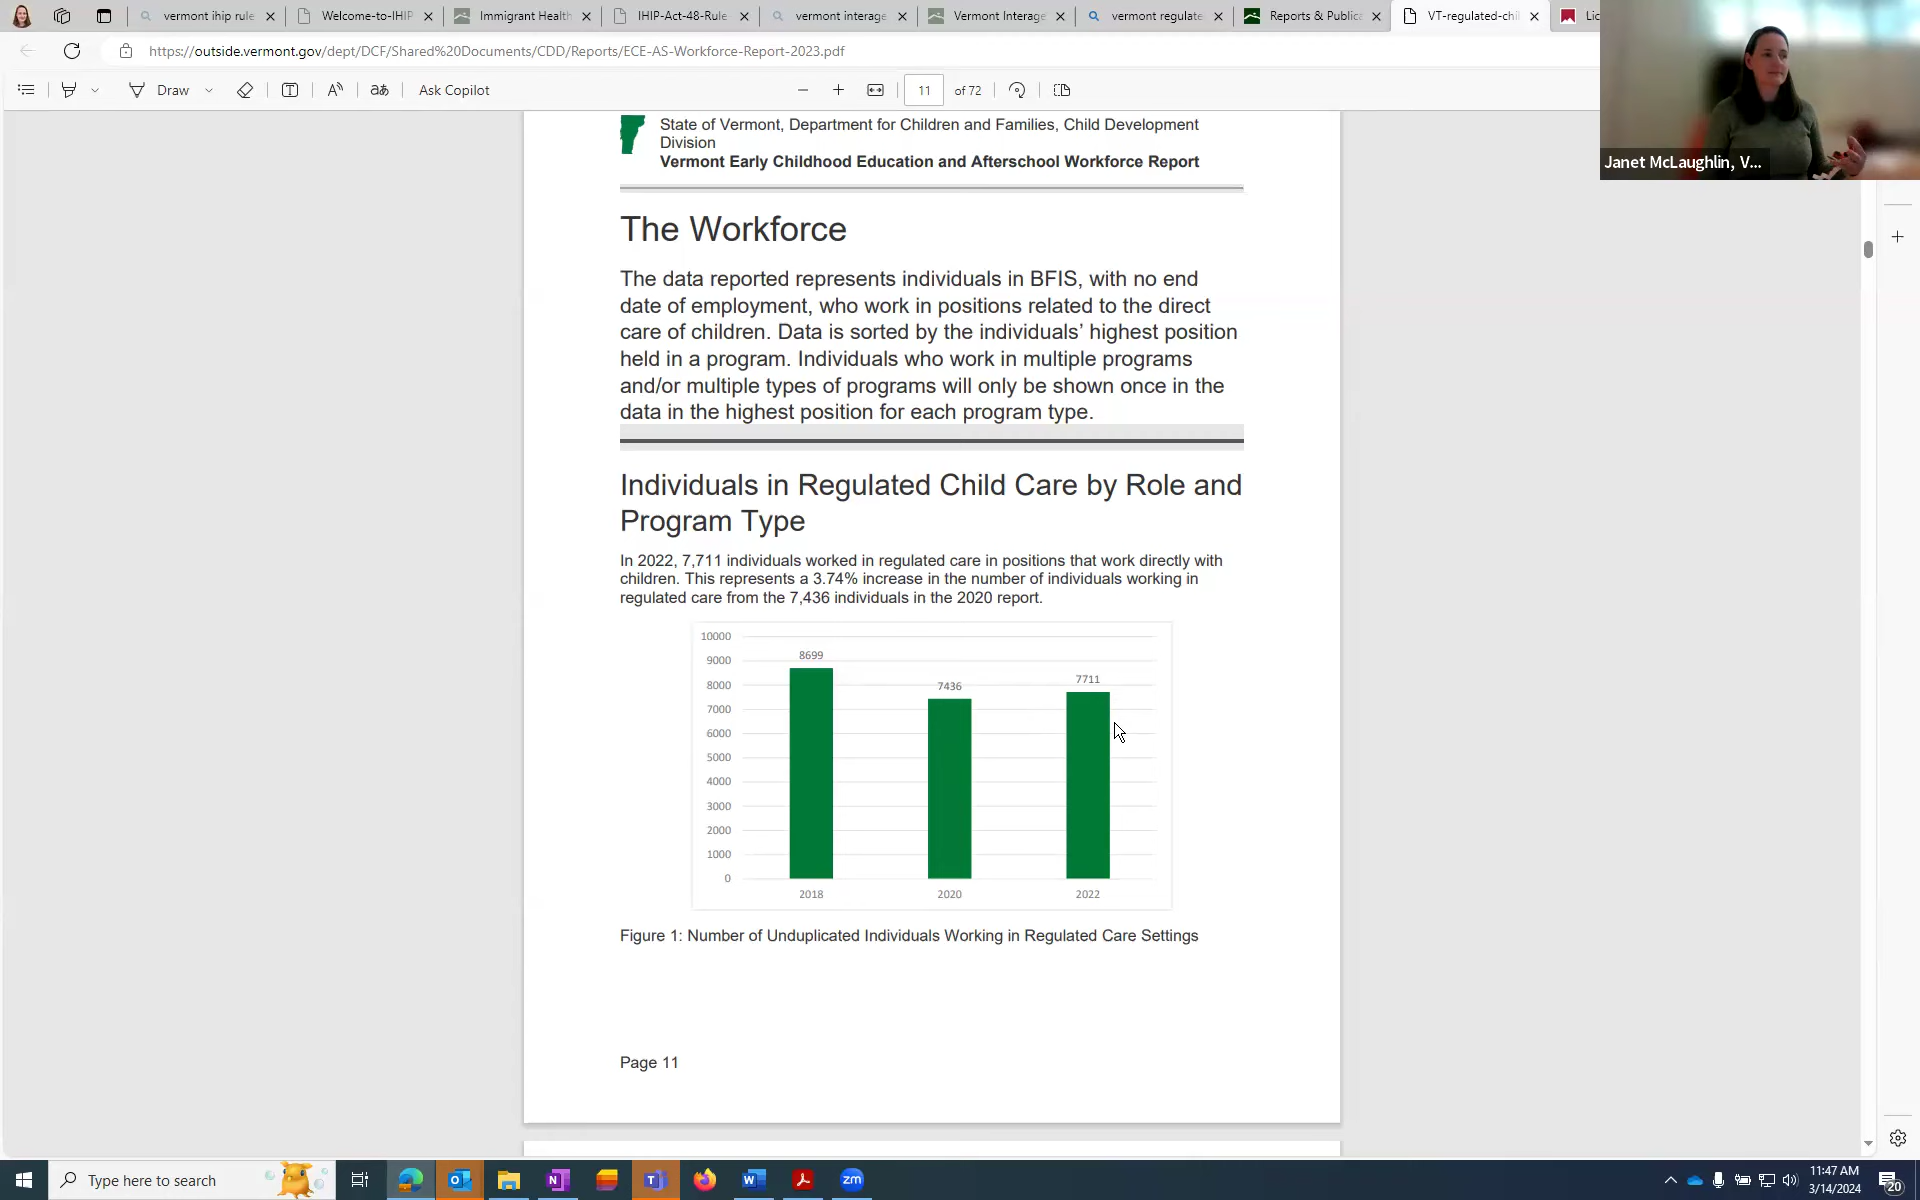 vermont ihip rule
Welcome-to-IHIP
Immigrant Health
IHIP-Act-48-Rule
vermont interage
Vermont Interage
vermont regulate
Reports & Publica
VT-regulated-chi
Lic
https://outside.vermont.gov/dept/DCF/Shared%20Documents/CDD/Reports/ECE-AS-Workforce-Report-2023.pdf
Draw
Ask Copilot
11
of 72
Janet McLaughlin, V...
State of Vermont, Department for Children and Families, Child Development
Division
Vermont Early Childhood Education and Afterschool Workforce Report
The Workforce
The data reported represents individuals in BFIS, with no end
date of employment, who work in positions related to the direct
care of children. Data is sorted by the individuals’ highest position
held in a program. Individuals who work in multiple programs
and/or multiple types of programs will only be shown once in the
data in the highest position for each program type.
Individuals in Regulated Child Care by Role and
Program Type
In 2022, 7,711 individuals worked in regulated care in positions that work directly with
children. This represents a 3.74% increase in the number of individuals working in
regulated care from the 7,436 individuals in the 2020 report.
10000
9000
8000
7000
6000
5000
4000
3000
2000
1000
0
8699
7436
7711
2018
2020
2022
Figure 1: Number of Unduplicated Individuals Working in Regulated Care Settings
Page 11
Type here to search
zm
11:47 AM
3/14/2024
20